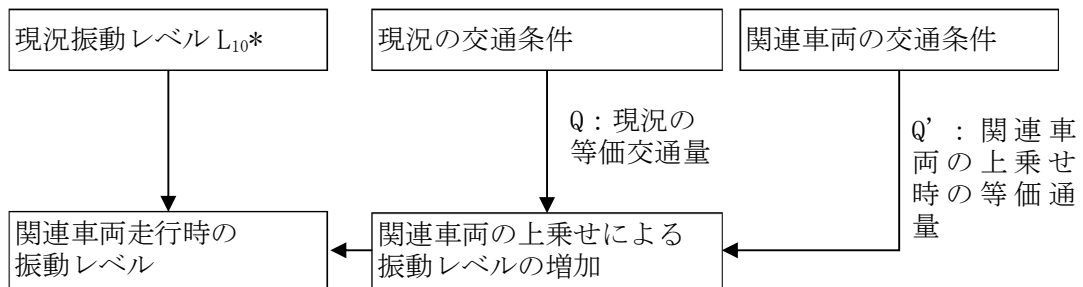 現況振動レベル L₁₀*
現況の交通条件
関連車両の交通条件
Q：現況の
等価交通量
Q’：関連車
両の上乗せ
時の等価通
量
関連車両走行時の
振動レベル
関連車両の上乗せによる
振動レベルの増加